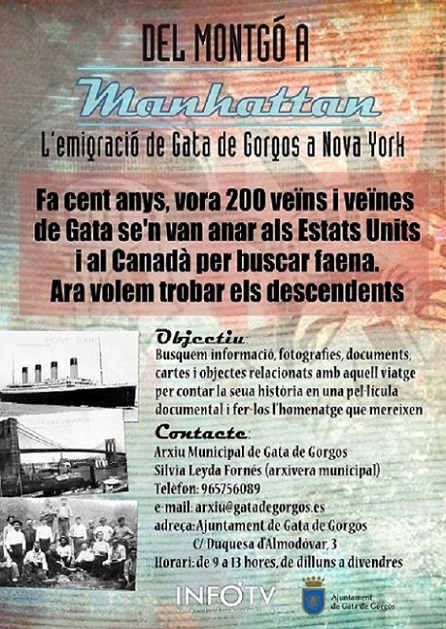 DEL MONTGÓ A
Manhattan
L'emigració de Gata de Gorgos a Nova York
Fa cent anys, vora 200 veïns i veïnes
de Gata se'n van anar als Estats Units
i al Canadà per buscar faena.
Ara volem trobar els descendents
Objectiu:
Busquem informació, fotografies, documents,
cartes i objectes relacionats amb aquell viatge
per contar la seua història en una pel·lícula
documental i fer-los l'homenatge que mereixen
Contacte:
Arxiu Municipal de Gata de Gorgos
Silvia Leyda Fornés (arxivera municipal)
Telèfon: 965756089
e-mail: arxiu@gatadegorgos.es
adreça: Ajuntament de Gata de Gorgos
C/ Duquesa d'Almodóvar, 3
Horari: de 9 a 13 hores, de dilluns a divendres
INFOTV
Ajuntament
de Gata de Gorgos